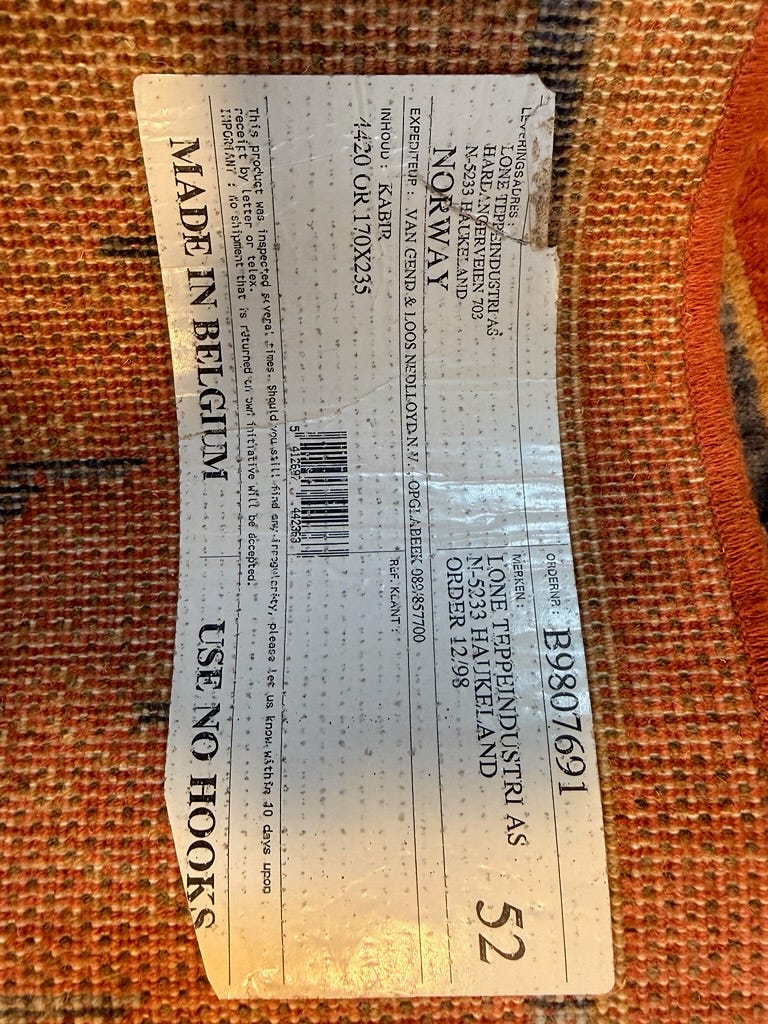 LEVERINGSADRES :
LONE TEPPEINDUSTRI AS
HARDANGERVEIEN 703
N-5233 HAUKELAND
NORWAY
ORDERNR. : B9807691
MERKEN :
LONE TEPPEINDUSTRI AS
N-5233 HAUKELAND
ORDER 12/98
52
EXPEDITEUR : VAN GEND & LOOS NEDLLOYD N.V. OPGLABEEK 089/857700
INHOUD : KABIR
4420 OR 170X235
REF. KLANT :
5 412697 442363
This product was inspected several times. Should you still find any irregularity, please let us know within 10 days upon
receipt by letter or telex.
IMPORTANT : No shipment that is returned on own initiative will be accepted.
MADE IN BELGIUM USE NO HOOKS